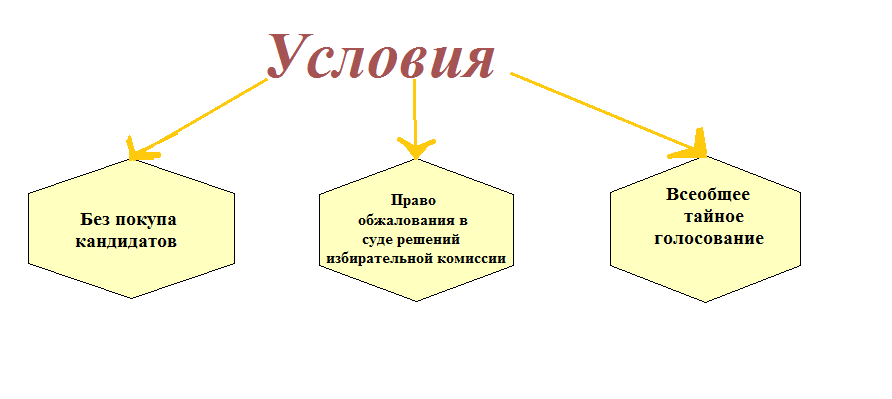 Условия
Без покупа
кандидатов
Право
обжалования в
суде решений
избирательной комиссии
Всеобщее
тайное
голосование